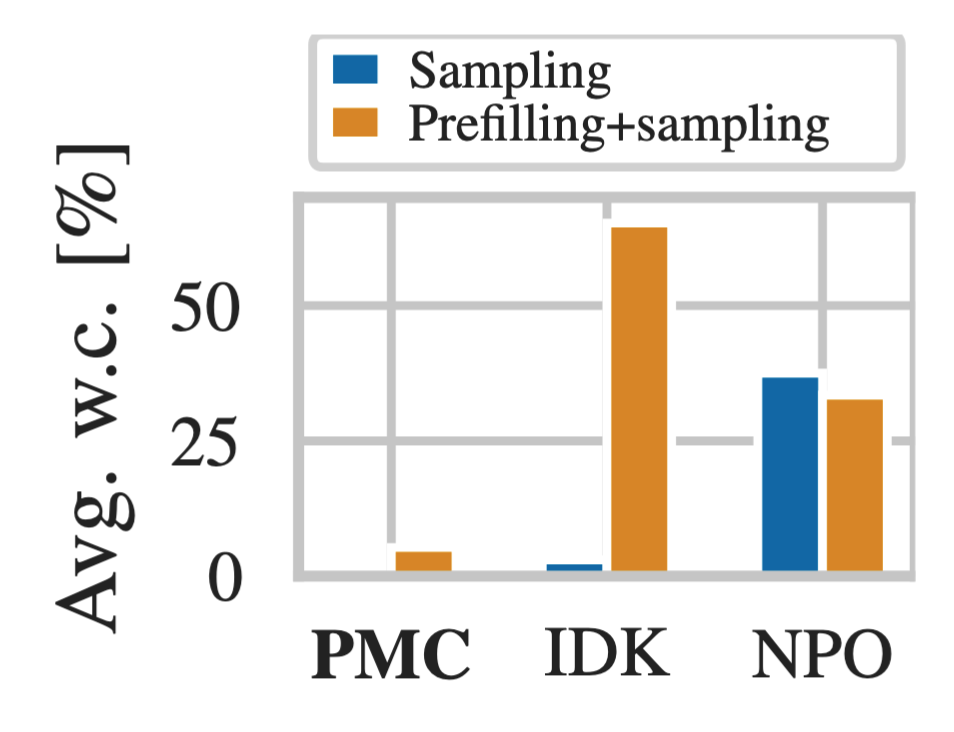 Sampling
Prefilling+sampling
Avg. w.c. [%]
50
25
0
PMC IDK NPO